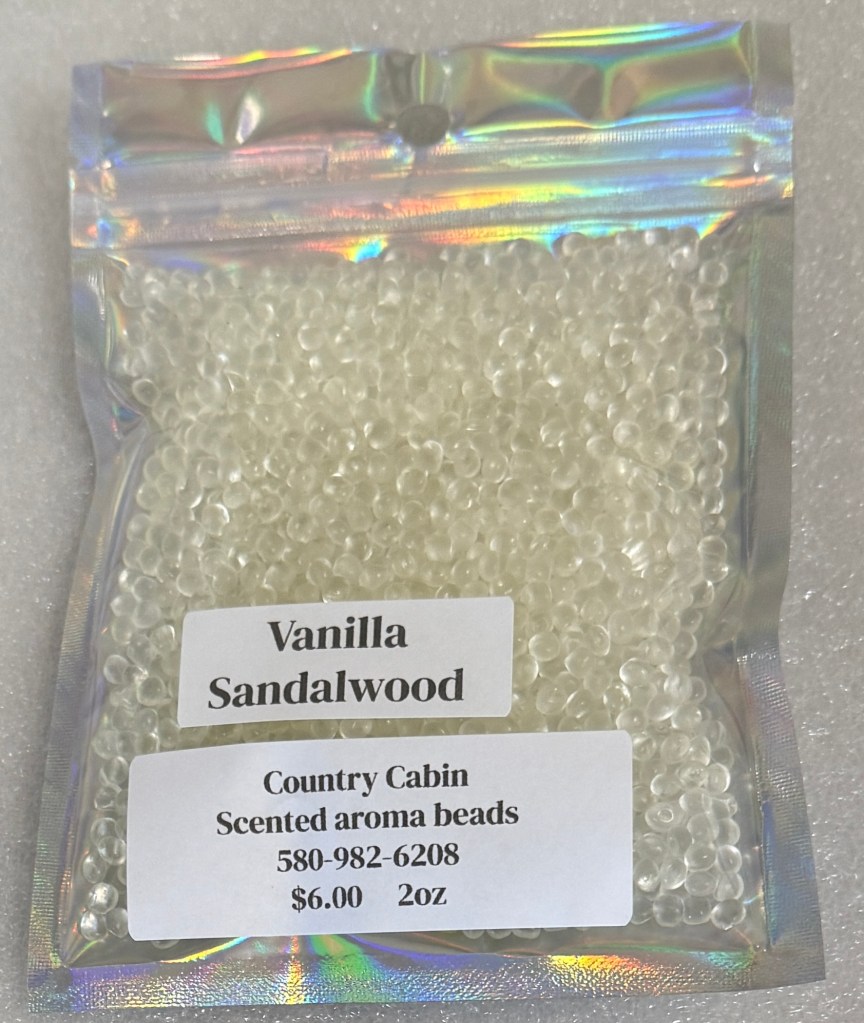 Vanilla
Sandalwood
Country Cabin
Scented aroma beads
580-982-6208
$6.00 2oz